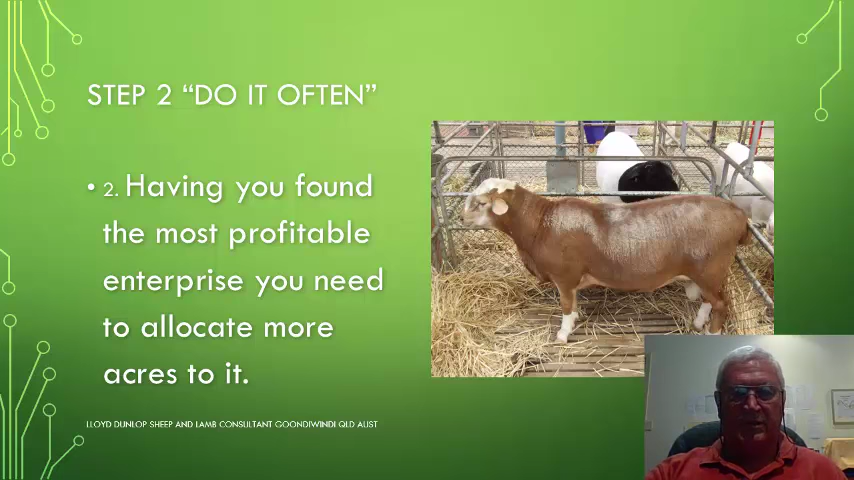 STEP 2 “DO IT OFTEN”
• 2. Having you found
the most profitable
enterprise you need
to allocate more
acres to it.
LLOYD DUNLOP SHEEP AND LAMB CONSULTANT GOONDIWINDI QLD AUST